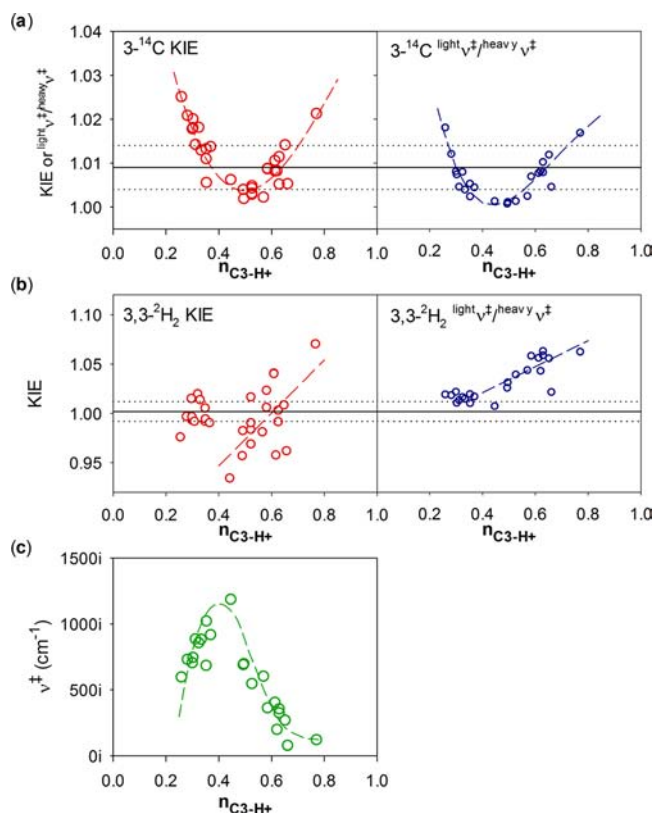 (a)
1.04
1.03
1.02
1.01
1.00
KIE or ˡⁱᵍʰᵗν‡/ʰᵉᵃᵛʸν‡
3-¹⁴C KIE
3-¹⁴C ˡⁱᵍʰᵗν‡/ʰᵉᵃᵛʸν‡
0.0 0.2 0.4 0.6 0.8 0.0 0.2 0.4 0.6 0.8 1.0
nC3-H+ nC3-H+
(b)
1.10
1.05
1.00
0.95
KIE
3,3-²H₂ KIE
3,3-²H₂ ˡⁱᵍʰᵗν‡/ʰᵉᵃᵛʸν‡
0.0 0.2 0.4 0.6 0.8 0.0 0.2 0.4 0.6 0.8 1.0
nC3-H+ nC3-H+
(c)
1500i
1000i
500i
0i
ν‡ (cm⁻¹)
0.0 0.2 0.4 0.6 0.8 1.0
nC3-H+